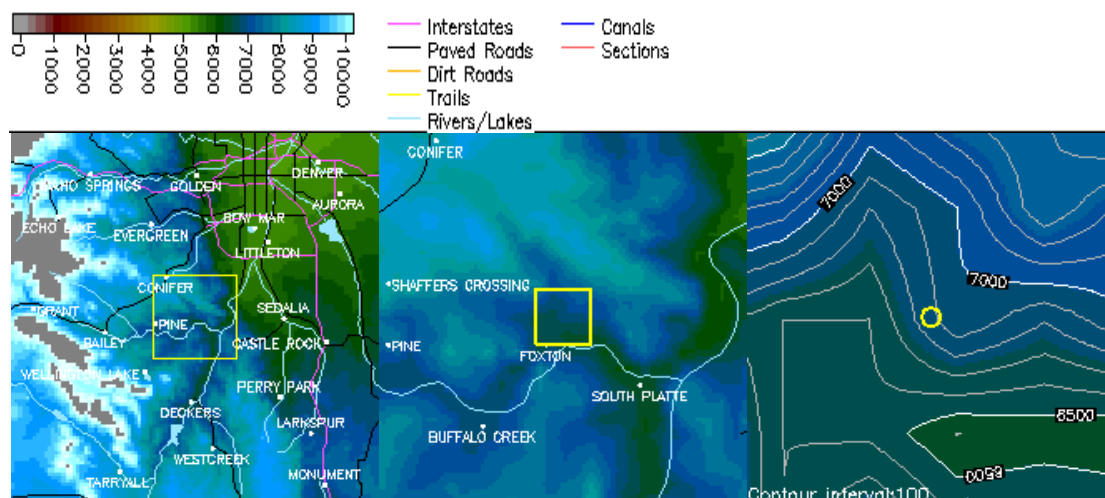 0
1000
2000
3000
4000
5000
6000
7000
8000
9000
10000
Interstates
Paved Roads
Dirt Roads
Trails
Rivers/Lakes
Canals
Sections
SPRINGS
GOLDEN
DENVER
AURORA
ECHO LAKE
EVERGREEN
BOW MAR
LITTLETON
CONIFER
GRANT
PINE
SEDALIA
BAILEY
CASTLE ROCK
WELLINGTON LAKE
PERRY PARK
DECKERS
LARKSPUR
WESTCREEK
TARRYALL
MONUMENT
CONIFER
SHAFFERS CROSSING
PINE
FOXTON
SOUTH PLATTE
BUFFALO CREEK
7000
7000
6500
6500
Contour interval:100